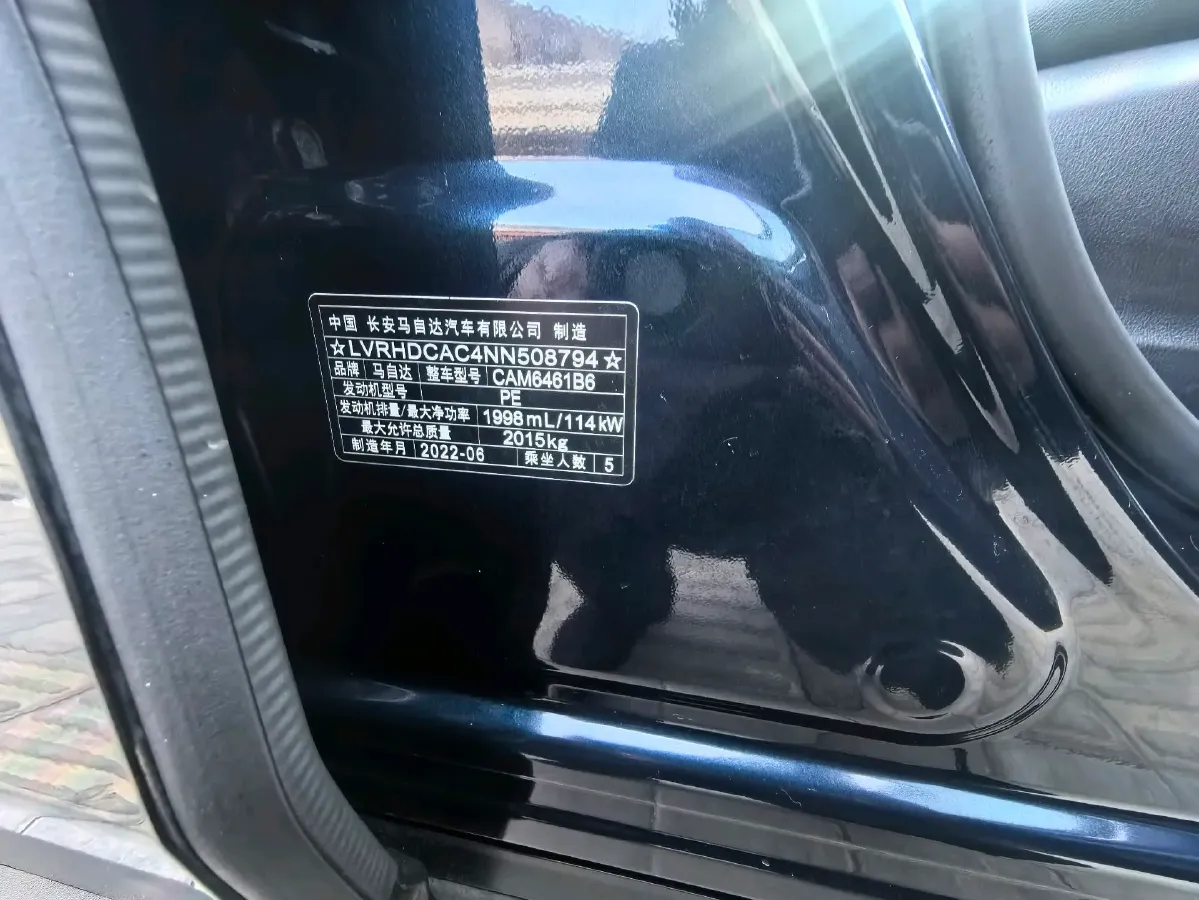 中国 长安马自达汽车有限公司 制造
☆LVRHDCAC4NN508794☆
品牌 马自达 整车型号 CAM6461B6
发动机型号 PE
发动机排量/最大净功率 1998mL/114kW
最大允许总质量 2015kg
制造年月 2022-06 乘坐人数 5